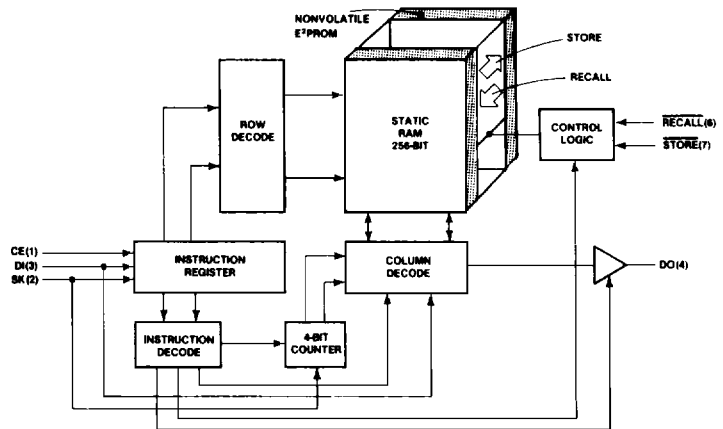 NONVOLATILE
E²PROM
STORE
RECALL
ROW
DECODE
STATIC
RAM
256-BIT
CONTROL
LOGIC
RECALL(6)
STORE(7)
CE(1)
DI(3)
SK(2)
INSTRUCTION
REGISTER
COLUMN
DECODE
DO(4)
INSTRUCTION
DECODE
4-BIT
COUNTER